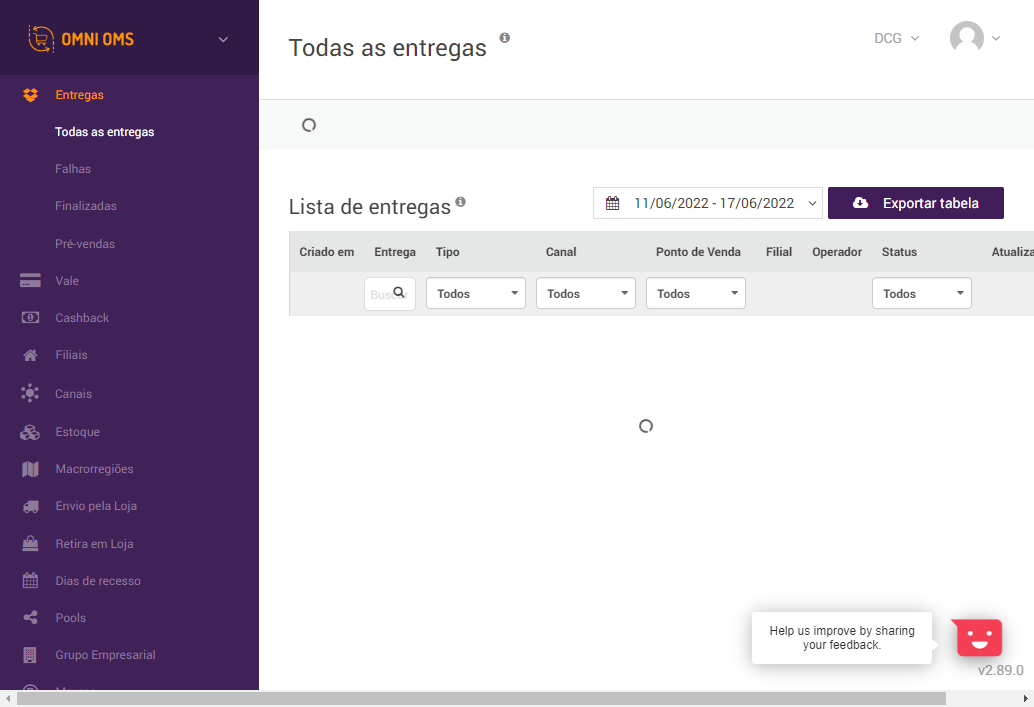 OMNI OMS
Entregas
Todas as entregas
Falhas
Finalizadas
Pré-vendas
Vale
Cashback
Filiais
Canais
Estoque
Macrorregiões
Envio pela Loja
Retira em Loja
Dias de recesso
Pools
Grupo Empresarial
Todas as entregas
DCG
Lista de entregas
11/06/2022 - 17/06/2022
Exportar tabela
Criado em Entrega Tipo Canal Ponto de Venda Filial Operador Status Atualiza
Todos Todos Todos Todos
Help us improve by sharing
your feedback.
v2.89.0